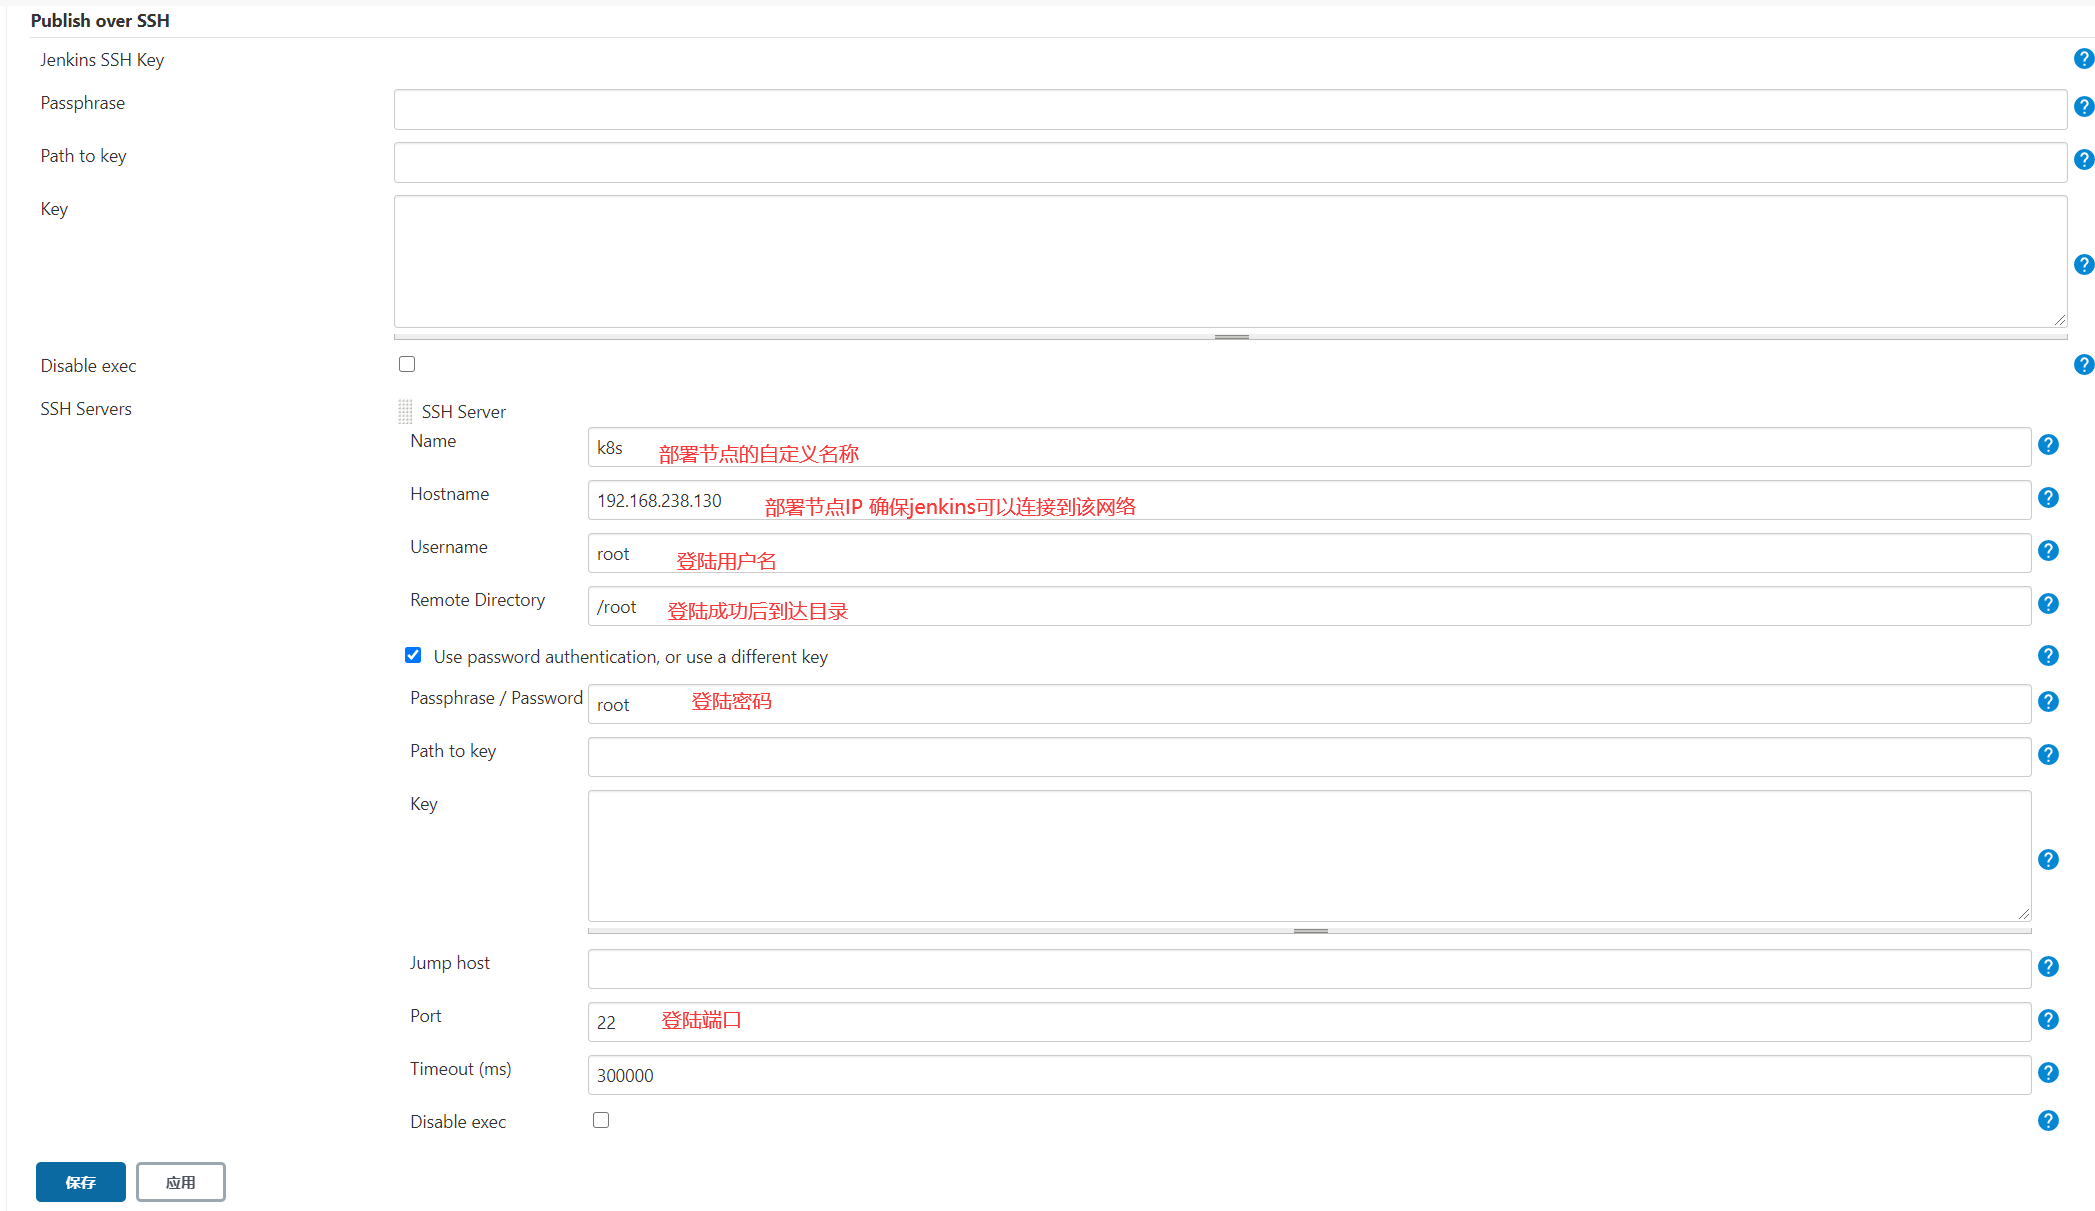 Publish over SSH
Jenkins SSH Key
Passphrase
Path to key
Key
Disable exec
SSH Servers
SSH Server
Name
k8s 部署节点的自定义名称
Hostname
192.168.238.130 部署节点IP 确保jenkins可以连接到该网络
Username
root 登陆用户名
Remote Directory
/root 登陆成功后到达目录
Use password authentication, or use a different key
Passphrase / Password
root 登陆密码
Path to key
Key
Jump host
Port
22 登陆端口
Timeout (ms)
300000
Disable exec
保存 应用